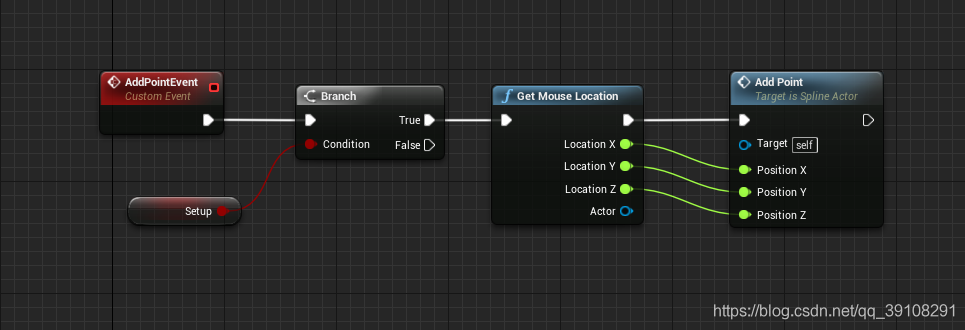 AddPointEvent
Custom Event
Branch
True
Condition
False
Setup
Get Mouse Location
Location X
Location Y
Location Z
Actor
Add Point
Target is Spline Actor
Target self
Position X
Position Y
Position Z
https://blog.csdn.net/qq_39108291